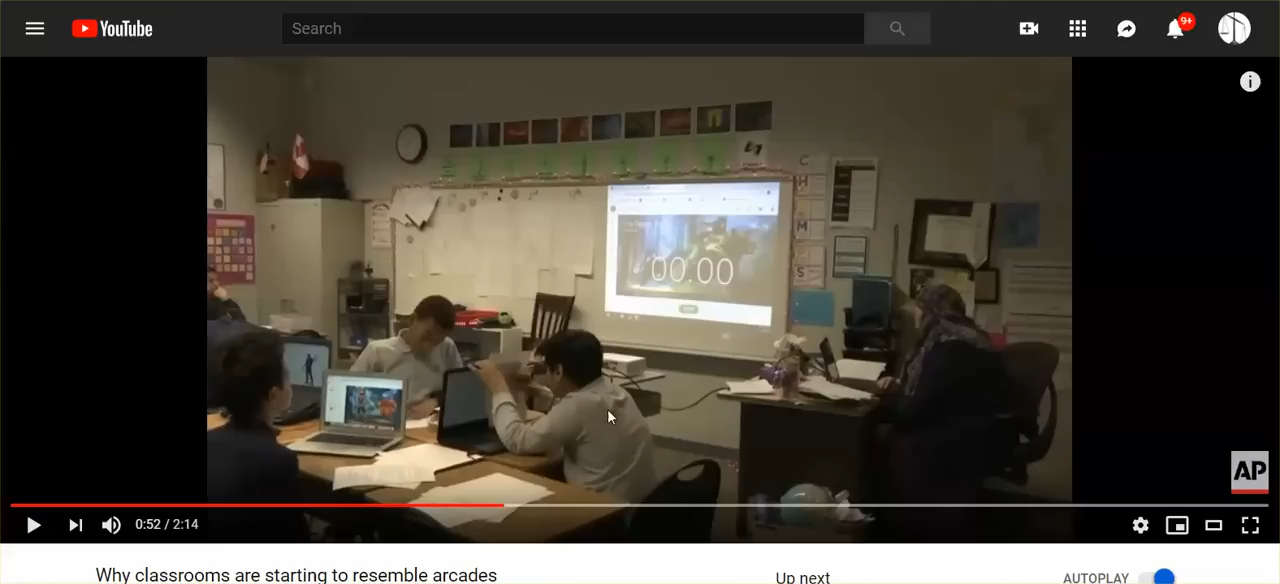 YouTube
Search
9+
00.00
C
H
M
S
AP
0:52 / 2:14
Why classrooms are starting to resemble arcades
Up next
AUTOPLAY